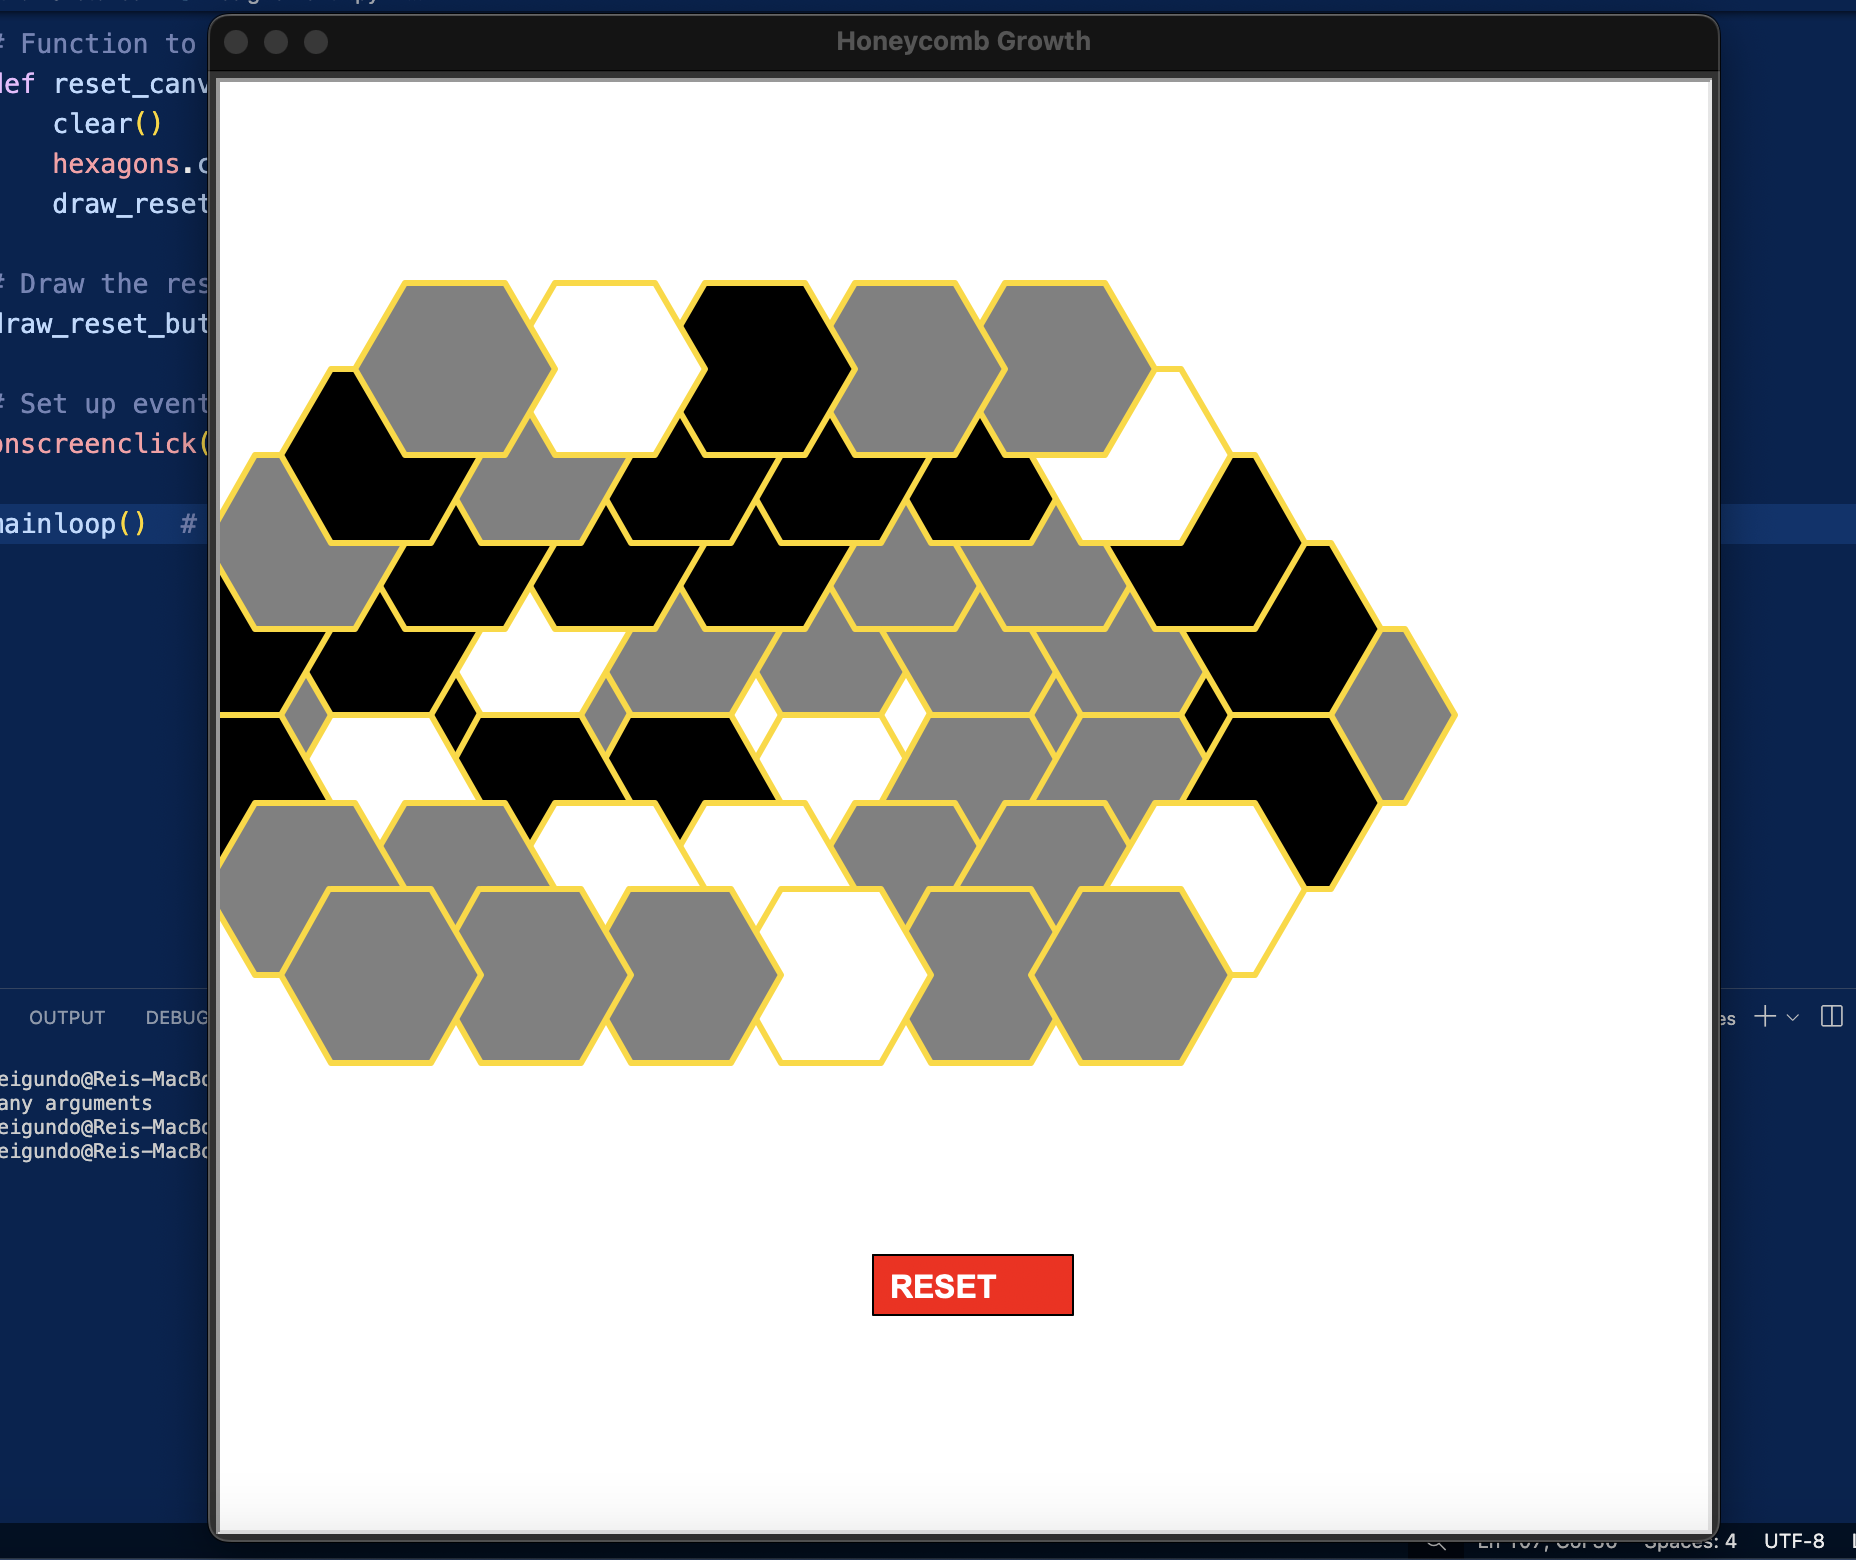 Honeycomb Growth
# Function to
def reset_canv
clear()
hexagons.c
draw_reset
# Draw the res
draw_reset_but
# Set up event
onscreenclick(
mainloop() #
RESET
OUTPUT DEBUG
es
eigundo@Reis-MacBo
any arguments
eigundo@Reis-MacBo
eigundo@Reis-MacBo
Ln 107, Col 36 Spaces: 4 UTF-8